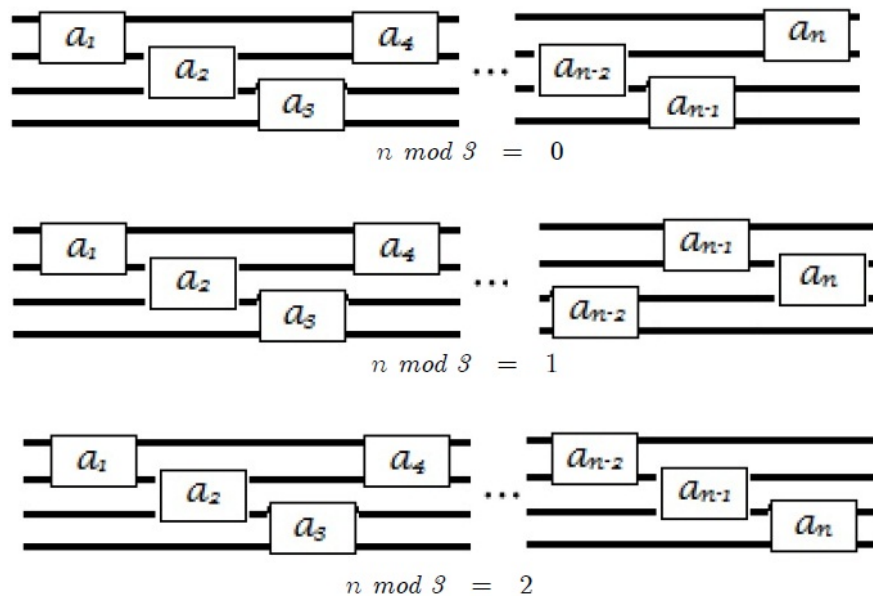 a1 a4 an
a2 ... an-2
a3 an-1
n mod 3 = 0
a1 a4 an-1
a2 ... an
a3 an-2
n mod 3 = 1
a1 a4 an-2
a2 ... an-1
a3 an
n mod 3 = 2